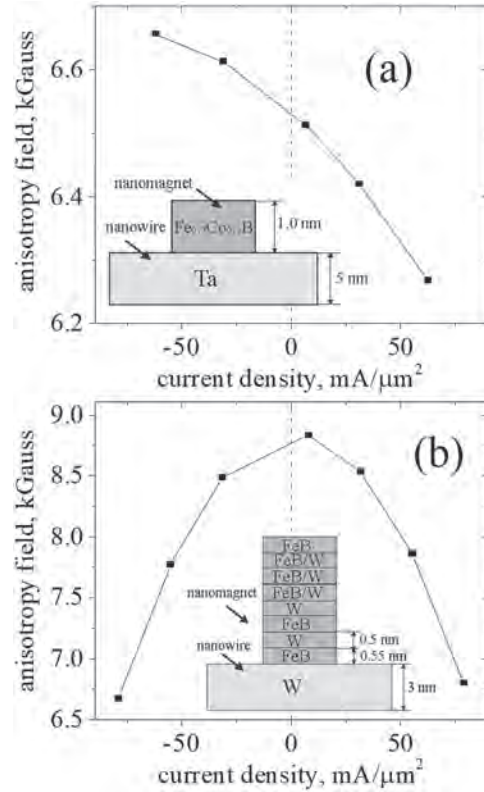 (a)
anisotropy field, kGauss
6.6
6.4
6.2
nanomagnet
nanowire
1.0 nm
Ta
5 nm
-50
0
50
current density, mA/μm²
(b)
anisotropy field, kGauss
9.0
8.5
8.0
7.5
7.0
6.5
FeB
FeB/W
FeB/W
FeB/W
W
FeB
W
FeB
nanomagnet
nanowire
0.5 nm
0.55 nm
W
3 nm
-50
0
50
current density, mA/μm²